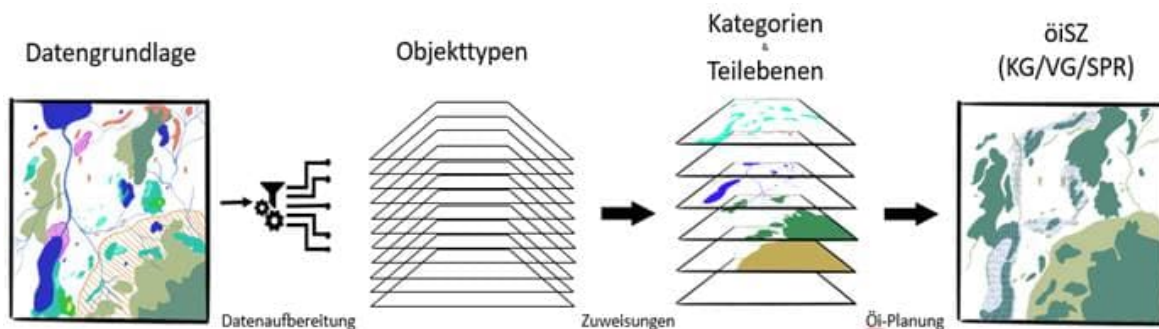 Datengrundlage
Objekttypen
Kategorien
&
Teilebenen
öiSZ
(KG/VG/SPR)
Datenaufbereitung
Zuweisungen
Öi-Planung